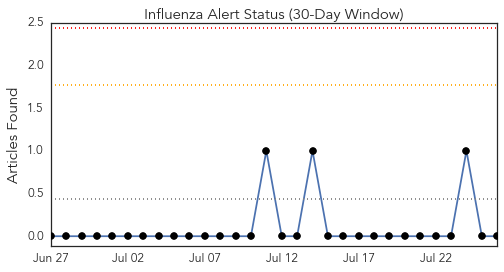 Influenza Alert Status (30-Day Window)
Articles Found
2.5
2.0
1.5
1.0
0.5
0.0
Jun 27
Jul 02
Jul 07
Jul 12
Jul 17
Jul 22